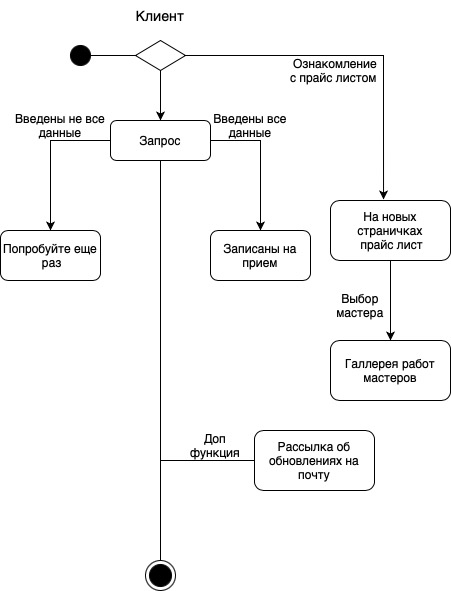 Клиент
Ознакомление
с прайс листом
Введены не все
данные
Введены все
данные
Запрос
На новых
страничках
прайс лист
Попробуйте еще
раз
Записаны на
прием
Выбор
мастера
Галлерея работ
мастеров
Доп
функция
Рассылка об
обновлениях на
почту